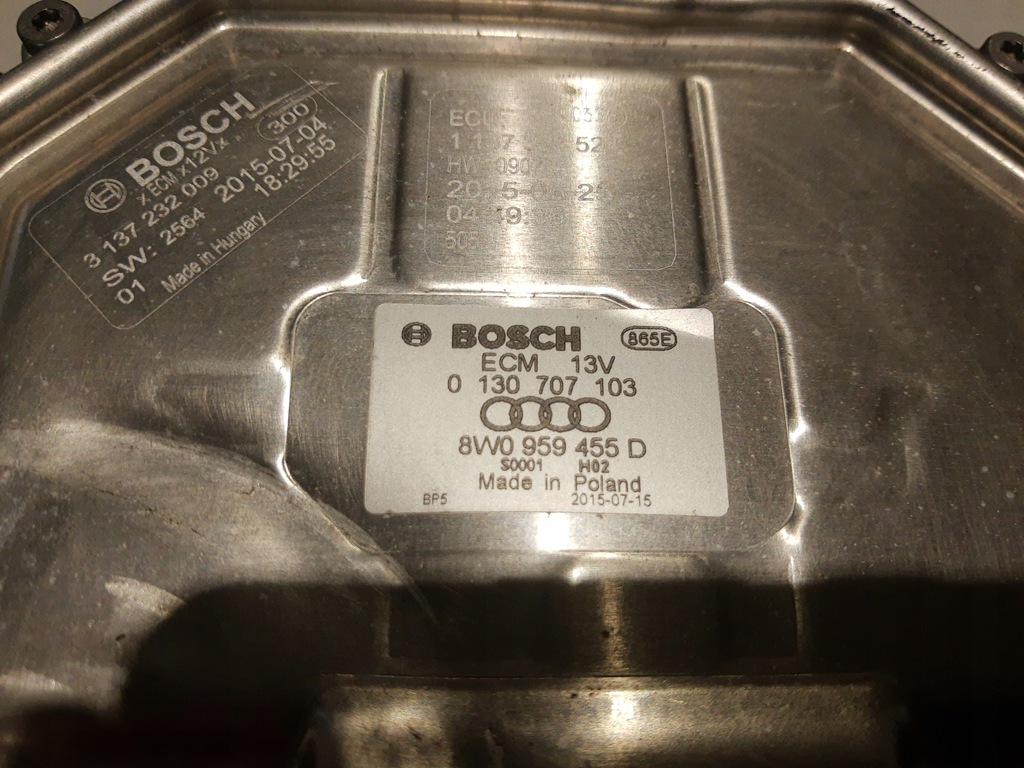 BOSCH
X ECM X12VX 300
3 137 232 009
SW: 2564 2015-07-04
01 18:29:55
Made in Hungary
52
BOSCH 865E
ECM 13V
0 130 707 103
8W0 959 455 D
S0001 H02
Made in Poland
BP5 2015-07-15